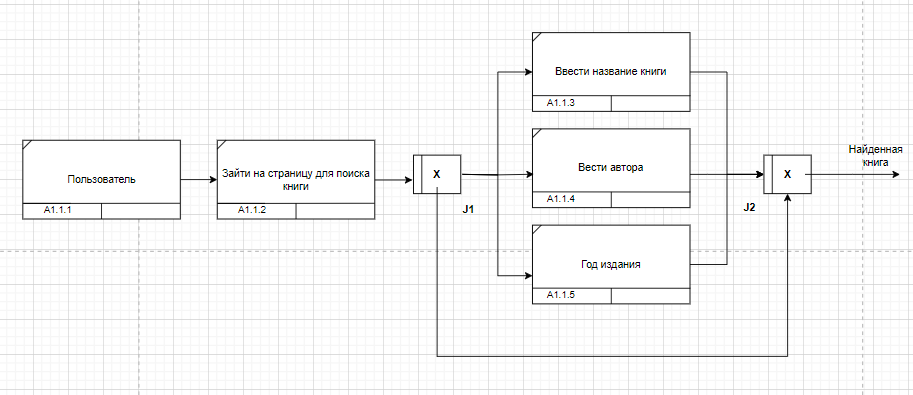 Пользователь
A1.1.1
Зайти на страницу для поиска
книги
A1.1.2
X
J1
Ввести название книги
A1.1.3
Вести автора
A1.1.4
Год издания
A1.1.5
X
J2
Найденная
книга